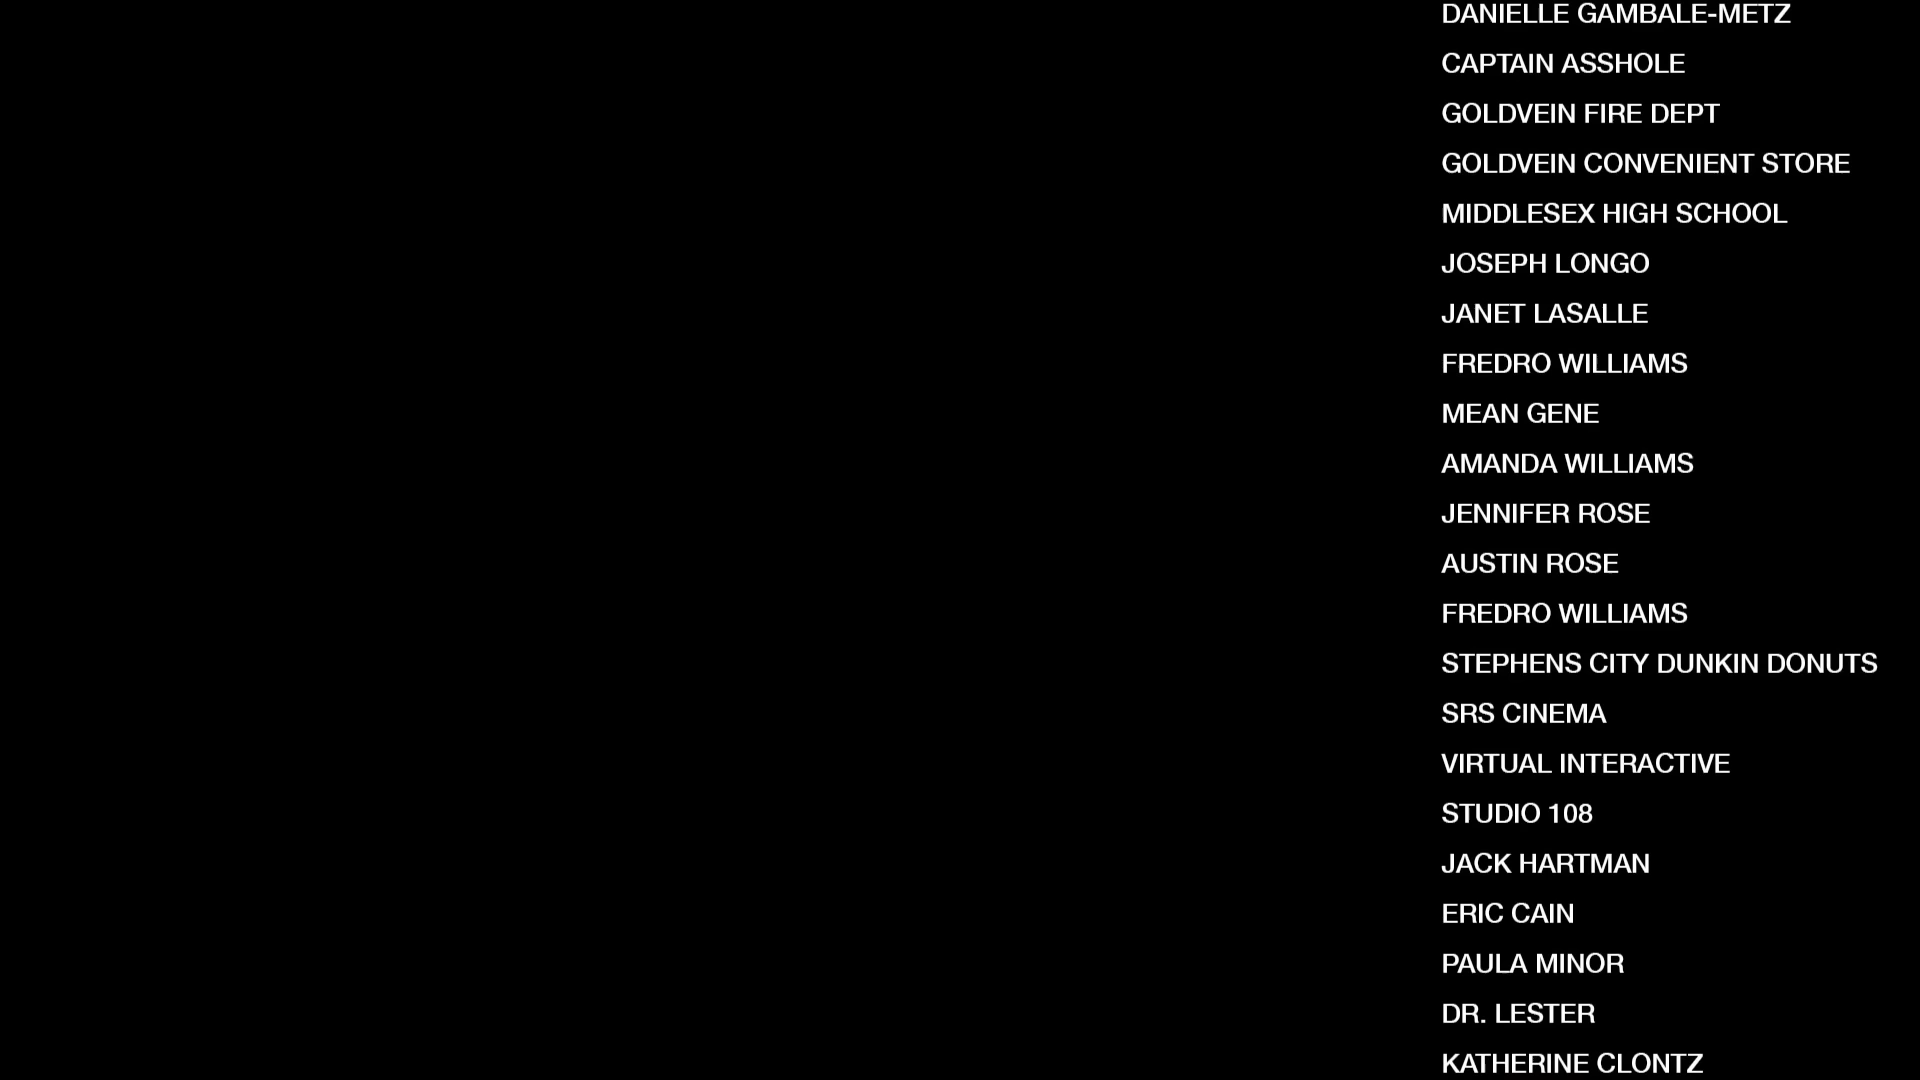 DANIELLE GAMBALE-METZ
CAPTAIN ASSHOLE
GOLDVEIN FIRE DEPT
GOLDVEIN CONVENIENT STORE
MIDDLESEX HIGH SCHOOL
JOSEPH LONGO
JANET LASALLE
FREDRO WILLIAMS
MEAN GENE
AMANDA WILLIAMS
JENNIFER ROSE
AUSTIN ROSE
FREDRO WILLIAMS
STEPHENS CITY DUNKIN DONUTS
SRS CINEMA
VIRTUAL INTERACTIVE
STUDIO 108
JACK HARTMAN
ERIC CAIN
PAULA MINOR
DR. LESTER
KATHERINE CLONTZ